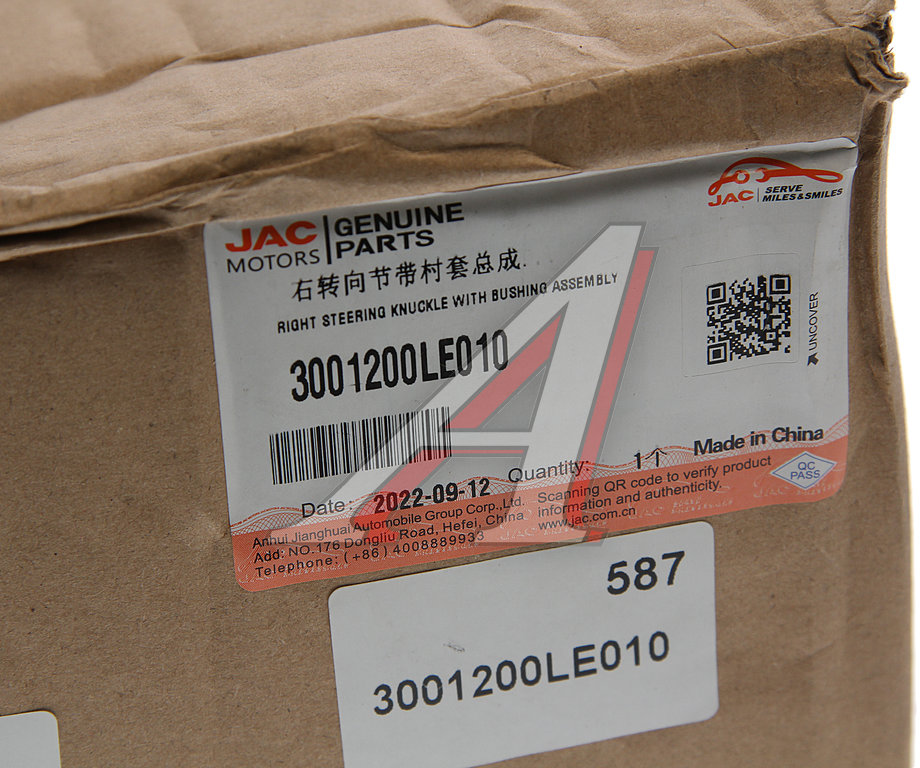 JAC MOTORS
GENUINE PARTS
JAC
SERVE MILES&SMILES
右转向节带村套总成.
RIGHT STEERING KNUCKLE WITH BUSHING ASSEMBLY
3001200LE010
UNCOVER
Date: 2022-09-12 Quantity: 1个 Made in China
Anhui Jianghuai Automobile Group Corp.,Ltd.
Add: NO.176 Dongliu Road, Hefei, China
Telephone: (+86) 4008889933
Scanning QR code to verify product
information and authenticity.
www.jac.com.cn
QC PASS
587
3001200LE010